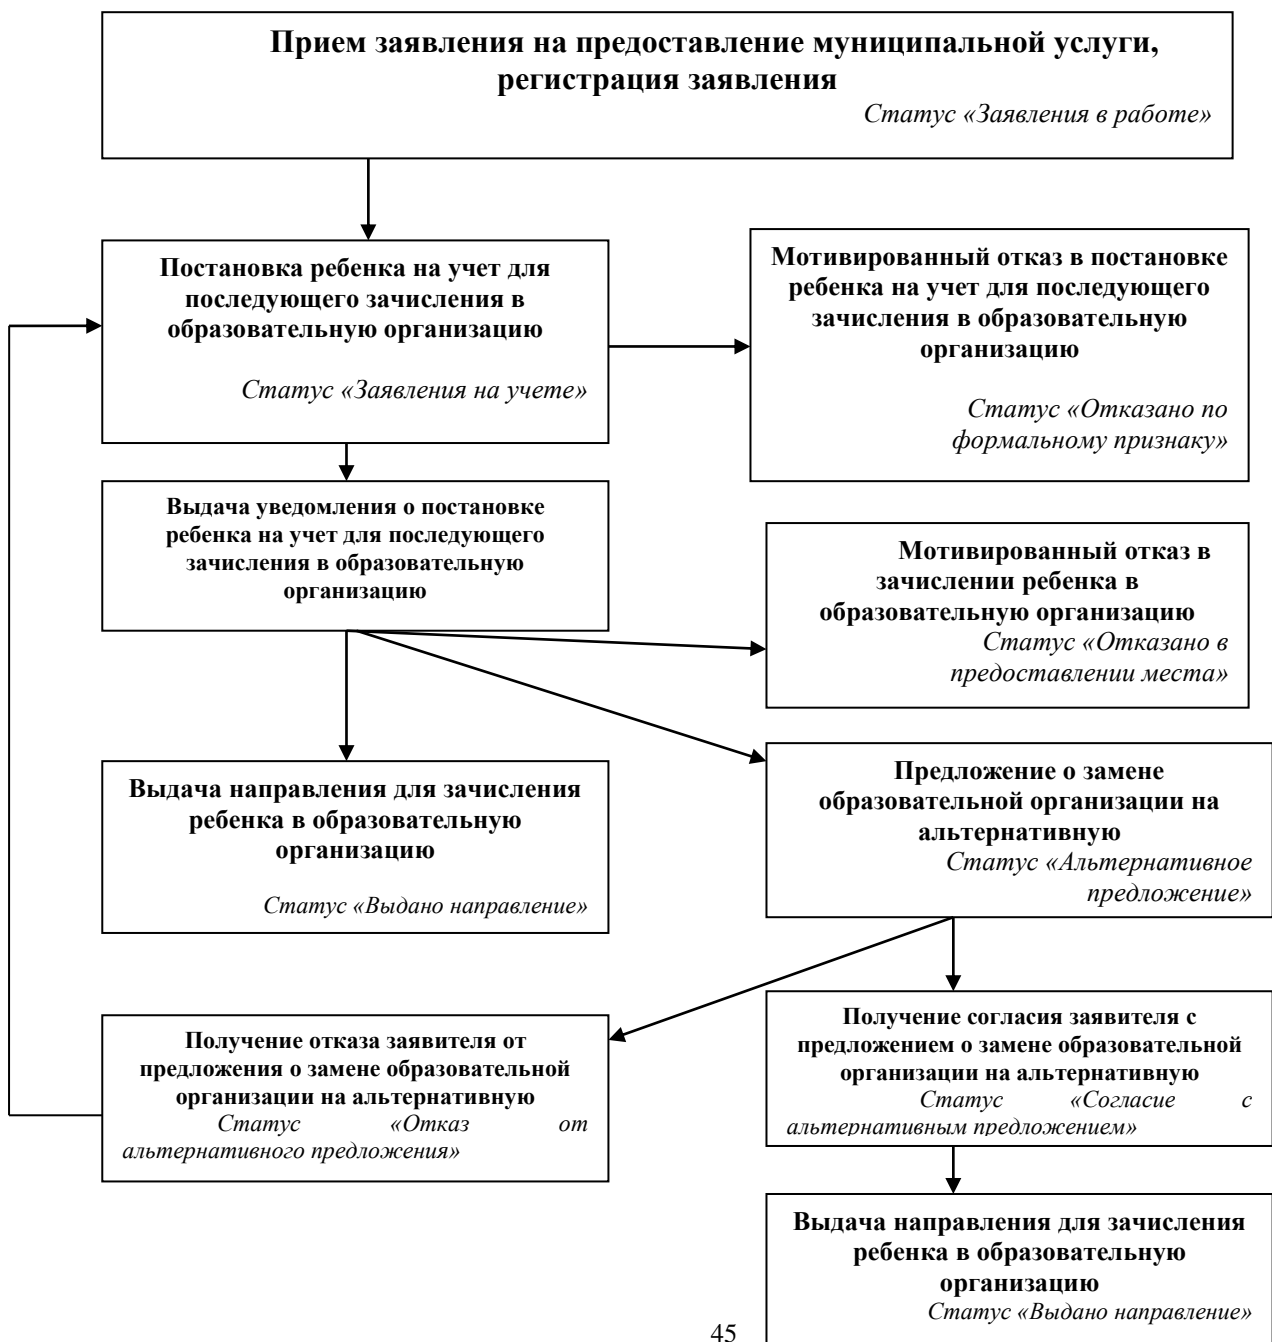 Прием заявления на предоставление муниципальной услуги,
регистрация заявления
Статус «Заявления в работе»
Постановка ребенка на учет для
последующего зачисления в
образовательную организацию
Статус «Заявления на учете»
Мотивированный отказ в постановке
ребенка на учет для последующего
зачисления в образовательную
организацию
Статус «Отказано по
формальному признаку»
Выдача уведомления о постановке
ребенка на учет для последующего
зачисления в образовательную
организацию
Мотивированный отказ в
зачислении ребенка в
образовательную организацию
Статус «Отказано в
предоставлении места»
Выдача направления для зачисления
ребенка в образовательную
организацию
Статус «Выдано направление»
Предложение о замене
образовательной организации на
альтернативную
Статус «Альтернативное
предложение»
Получение отказа заявителя от
предложения о замене образовательной
организации на альтернативную
Статус «Отказ от
альтернативного предложения»
Получение согласия заявителя с
предложением о замене образовательной
организации на альтернативную
Статус «Согласие с
альтернативным предложением»
Выдача направления для зачисления
ребенка в образовательную
организацию
Статус «Выдано направление»
45